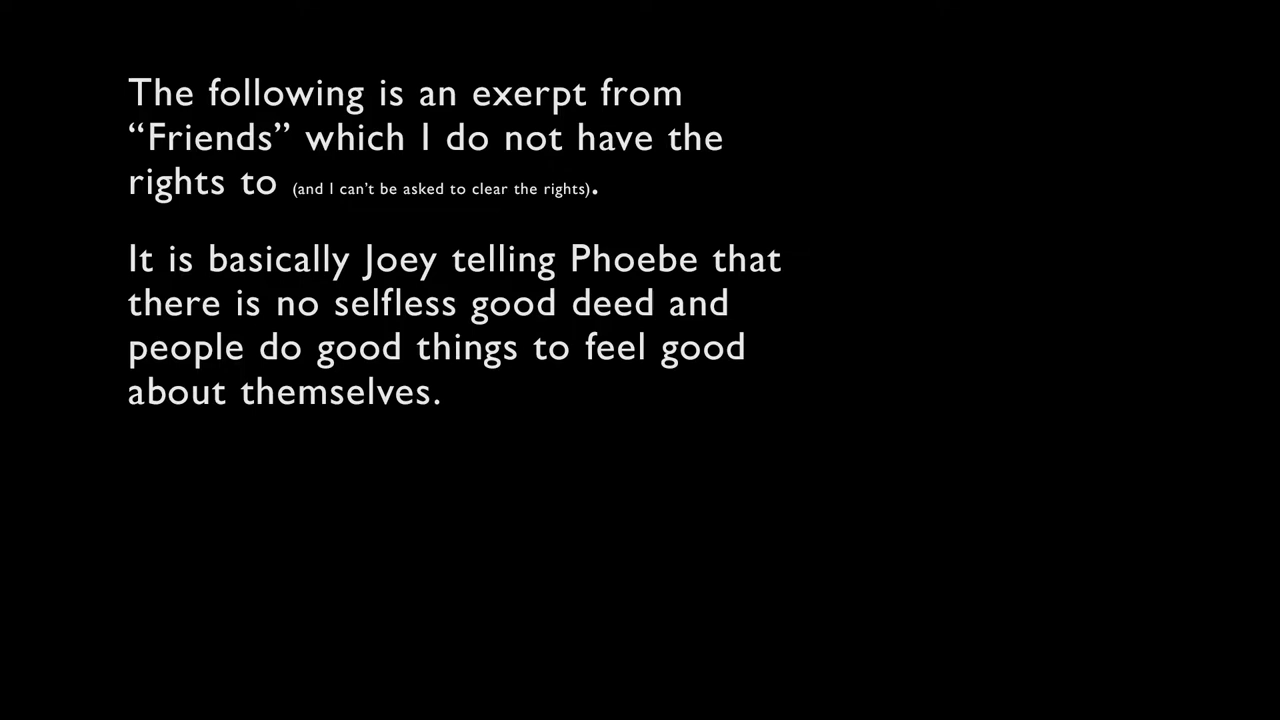 The following is an exerpt from
“Friends” which I do not have the
rights to (and I can’t be asked to clear the rights).
It is basically Joey telling Phoebe that
there is no selfless good deed and
people do good things to feel good
about themselves.